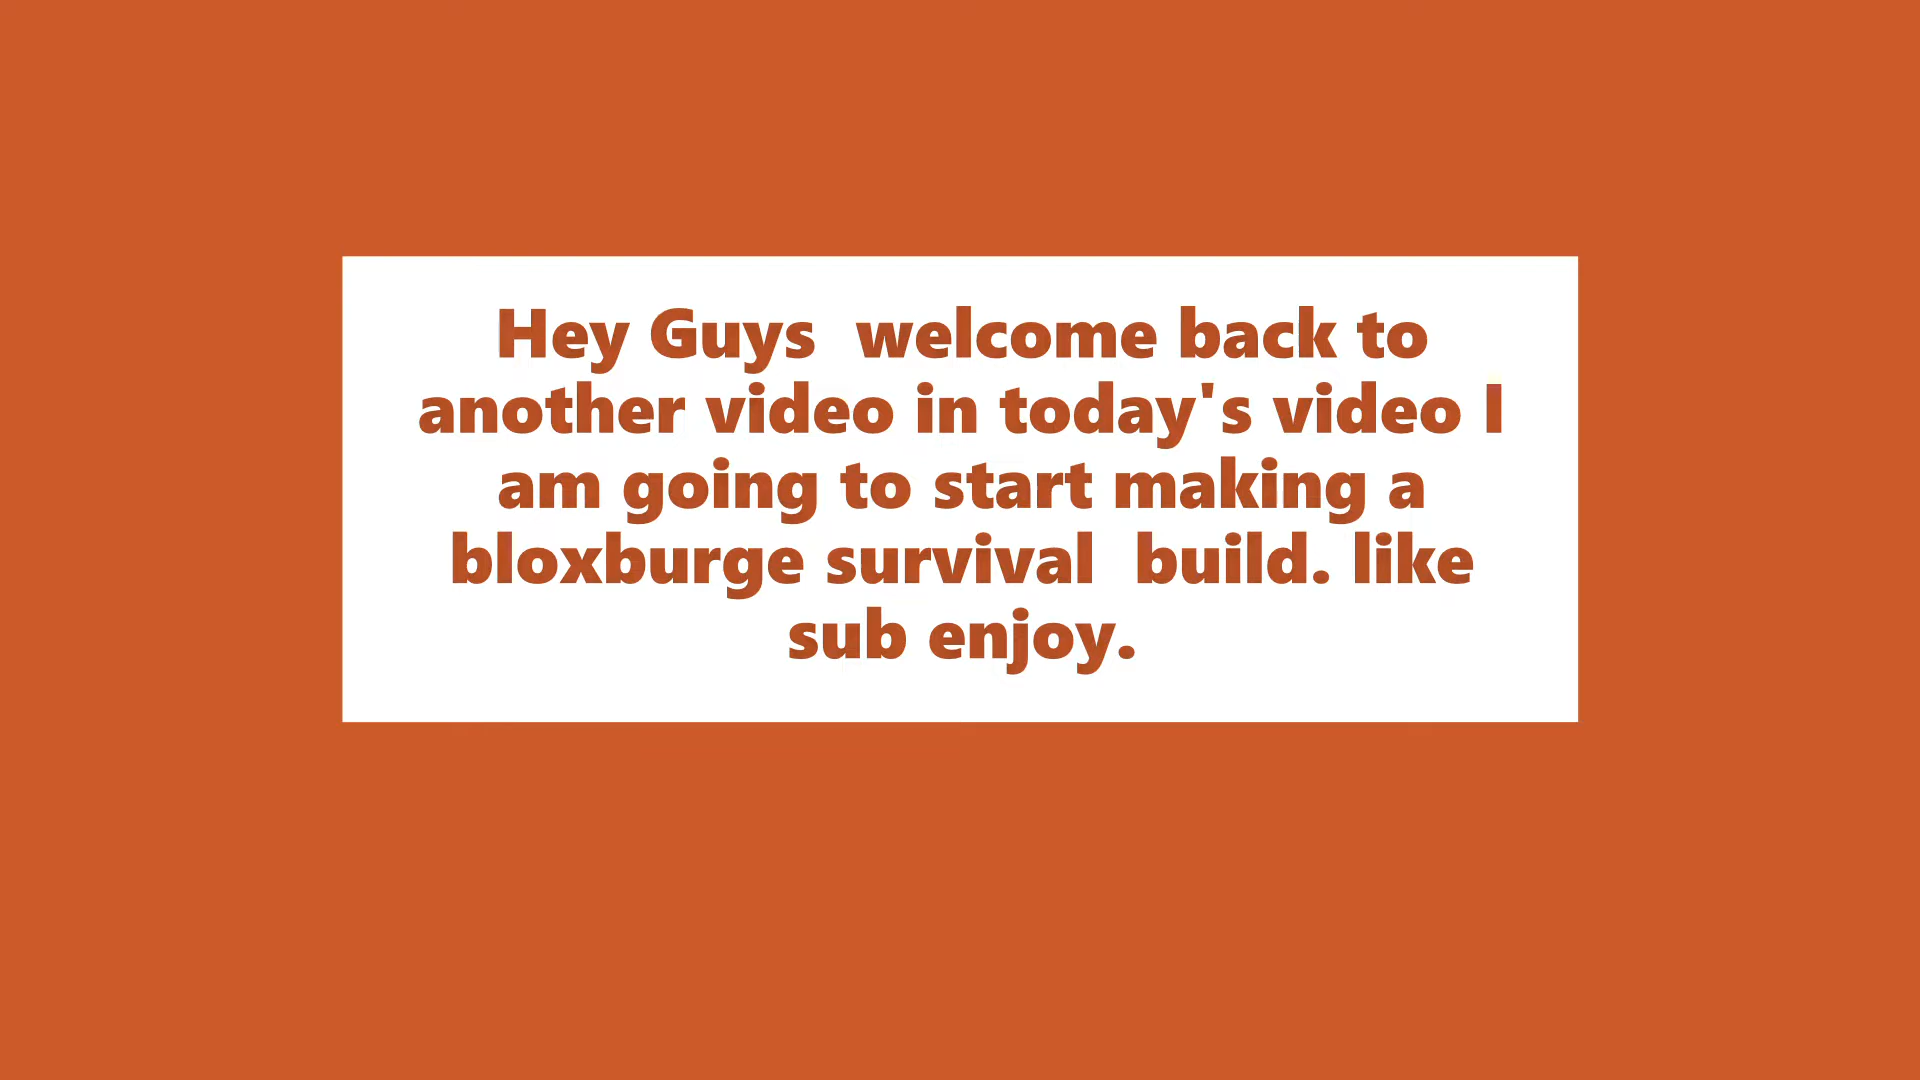 Hey Guys  welcome back to
another video in today's video I
am going to start making a
bloxburge survival  build. like
sub enjoy.